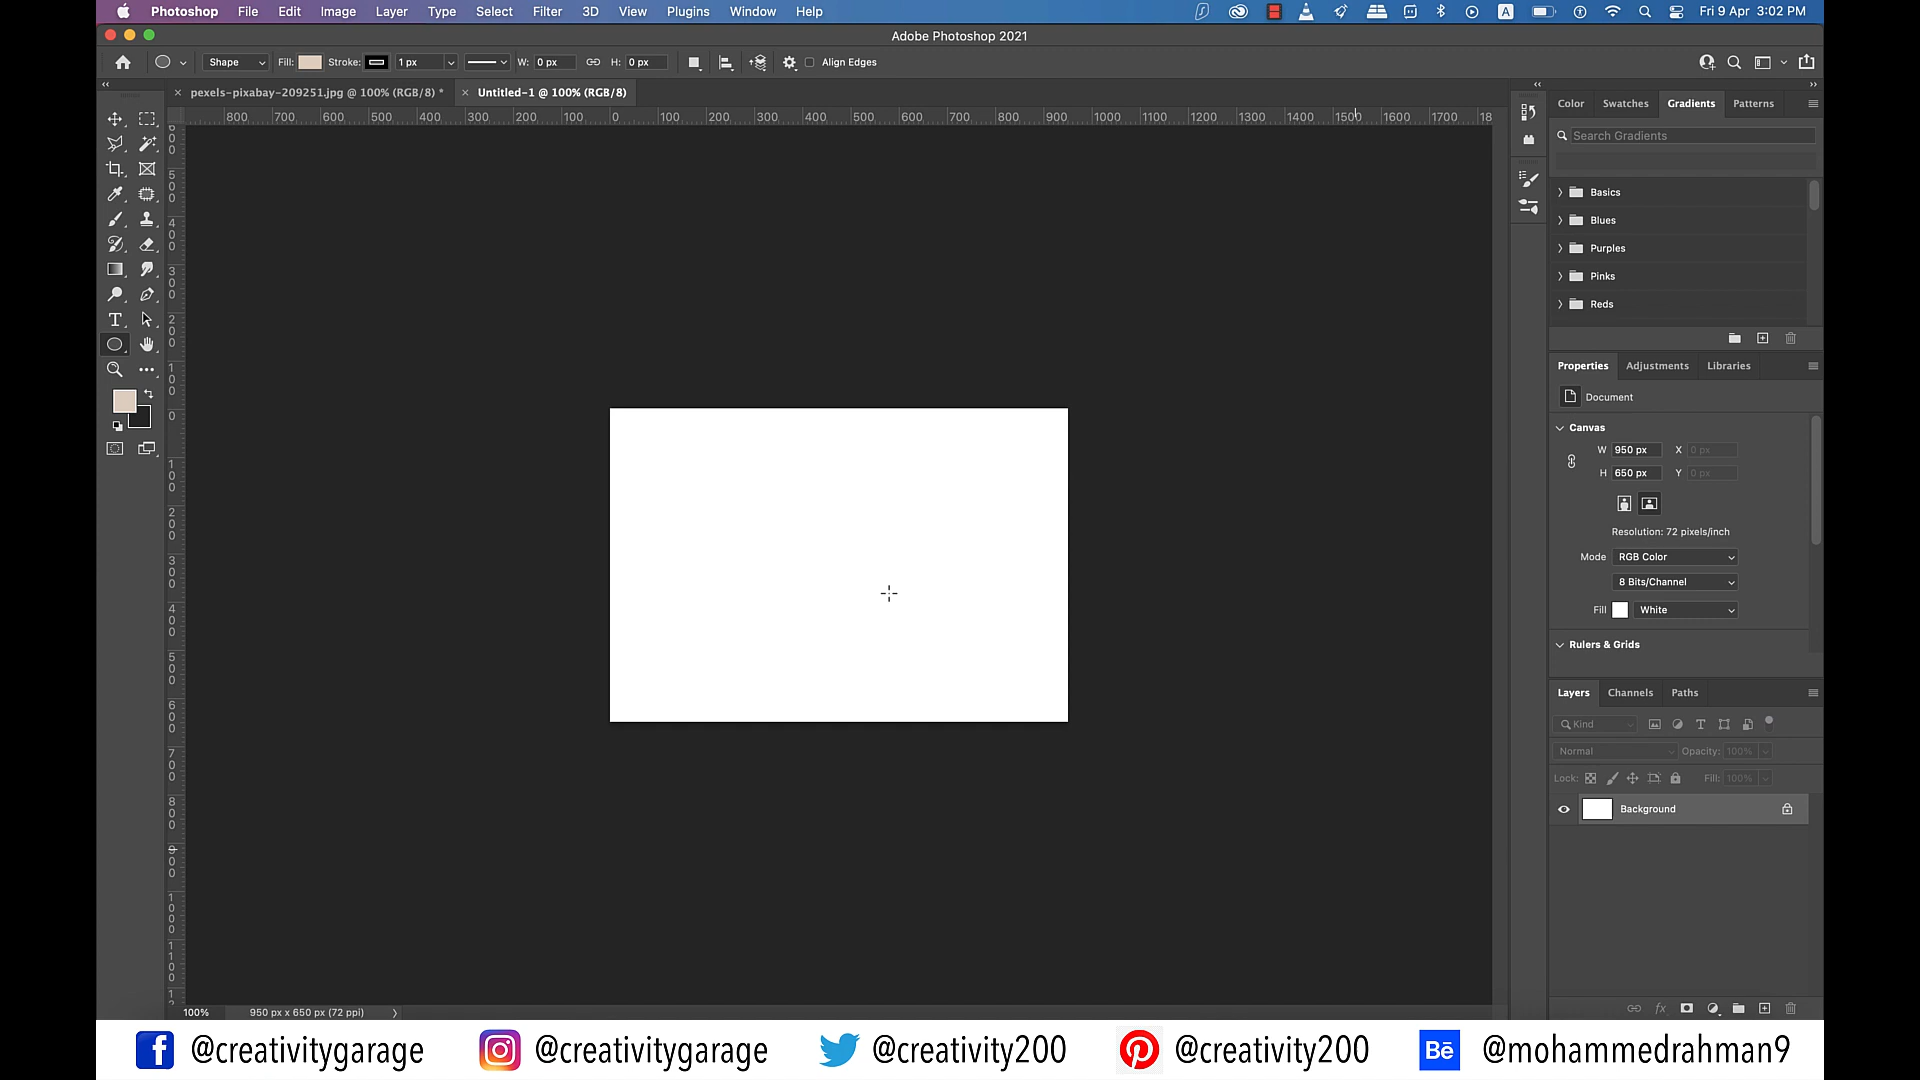 Photoshop File Edit Image Layer Type Select Filter 3D View Plugins Window Help Fri 9 Apr 3:02 PM
Adobe Photoshop 2021
Shape Fill: Stroke: 1 px W: 0 px H: 0 px Align Edges
pexels-pixabay-209251.jpg @ 100% (RGB/8) * Untitled-1 @ 100% (RGB/8)
800 700 600 500 400 300 200 100 0 100 200 300 400 500 600 700 800 900 1000 1100 1200 1300 1400 1500 1600 1700 18
Color Swatches Gradients Patterns
Search Gradients
Basics
Blues
Purples
Pinks
Reds
Properties Adjustments Libraries
Document
Canvas
W 950 px X 0 px
H 650 px Y 0 px
Resolution: 72 pixels/inch
Mode RGB Color
8 Bits/Channel
Fill White
Rulers & Grids
Layers Channels Paths
Kind
Normal Opacity: 100%
Lock: Fill: 100%
Background
100% 950 px x 650 px (72 ppi)
@creativitygarage @creativitygarage @creativity200 @creativity200 Bē @mohammedrahman9